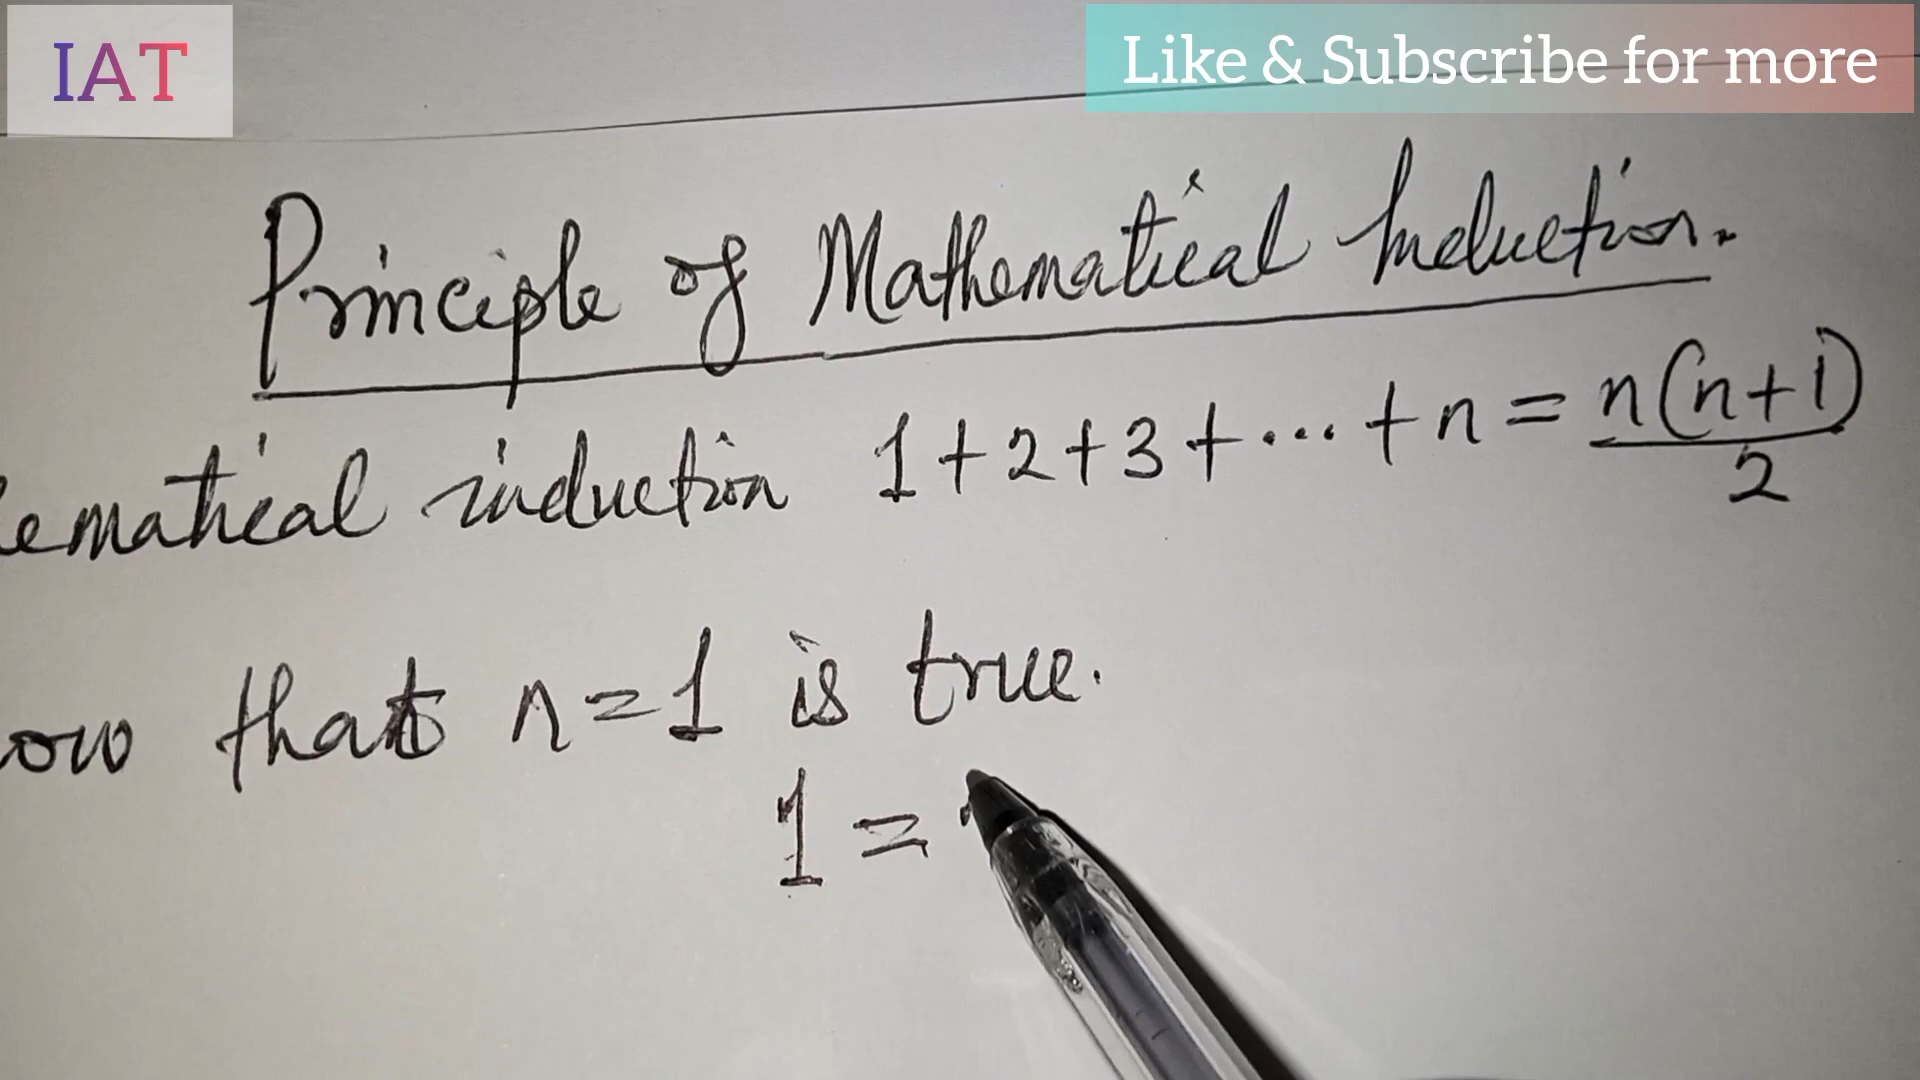 IAT
Like & Subscribe for more
Principle of Mathematical Induction.
ematical induction 1+2+3+...+n = n(n+1)/2
ow that n=1 is true.
1 =